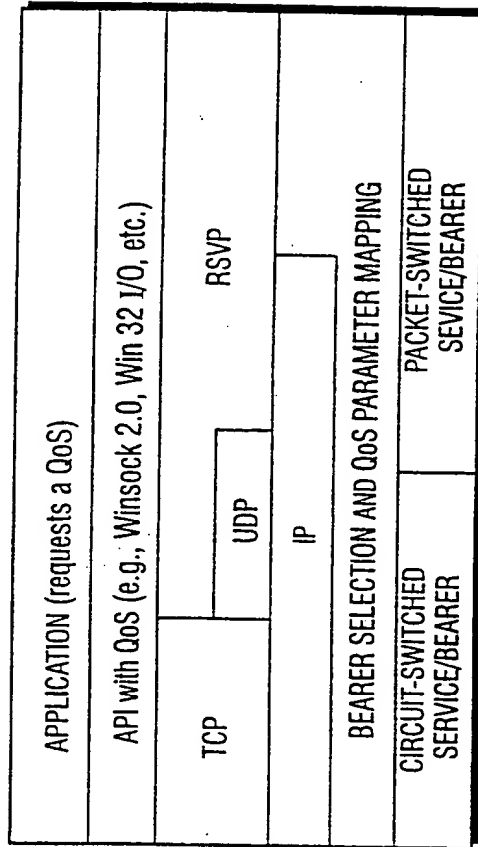 APPLICATION (requests a QoS)
API with QoS (e.g., Winsock 2.0, Win 32 I/O, etc.)
TCP
UDP
RSVP
IP
BEARER SELECTION AND QoS PARAMETER MAPPING
CIRCUIT-SWITCHED
SERVICE/BEARER
PACKET-SWITCHED
SEVICE/BEARER